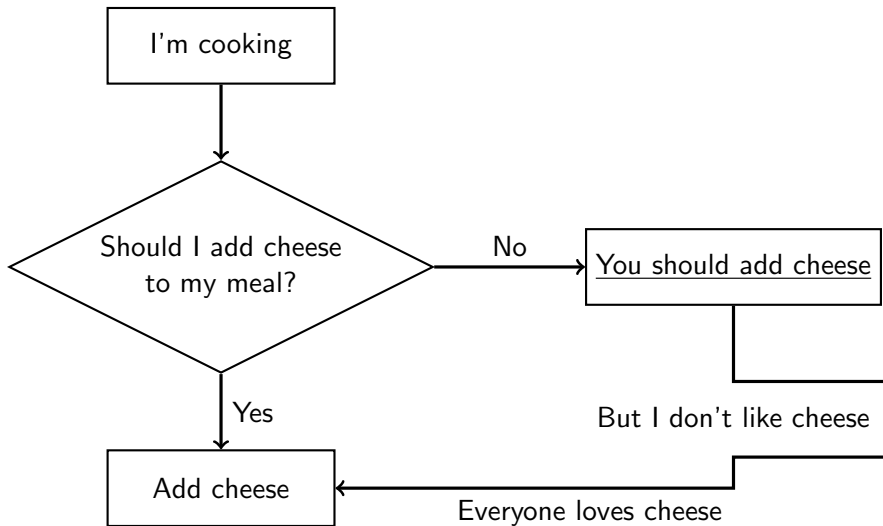 I'm cooking
Should I add cheese
to my meal?
No
You should add cheese
Yes
But I don't like cheese
Add cheese
Everyone loves cheese